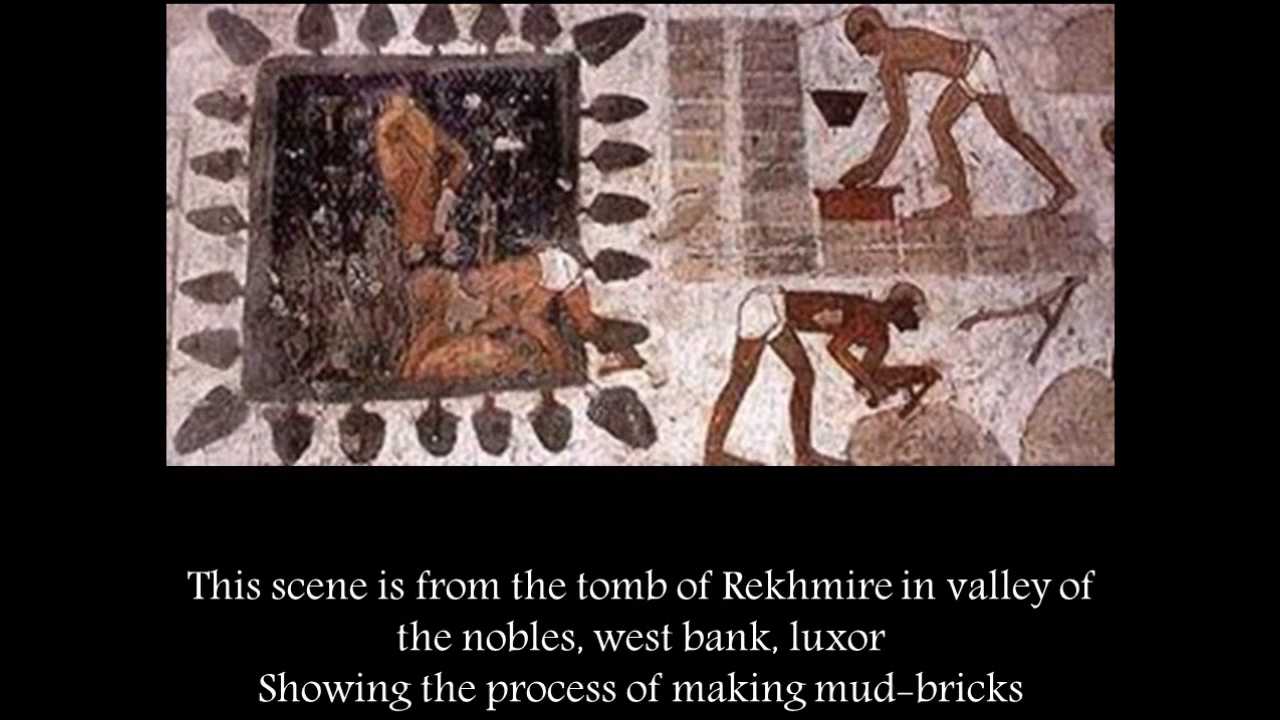 This scene is from the tomb of Rekhmire in valley of
the nobles, west bank, luxor
Showing the process of making mud-bricks